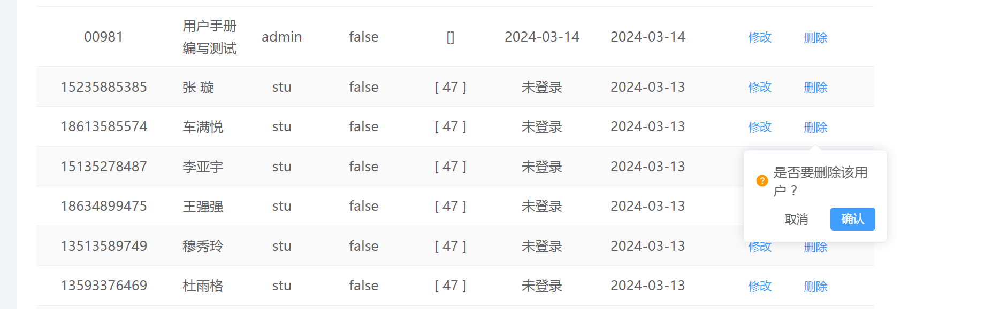 00981 用户手册编写测试 admin false [] 2024-03-14 2024-03-14 修改 删除
15235885385 张 璇 stu false [ 47 ] 未登录 2024-03-13 修改 删除
18613585574 车满悦 stu false [ 47 ] 未登录 2024-03-13 修改 删除
15135278487 李亚宇 stu false [ 47 ] 未登录 2024-03-13
是否要删除该用
户？
18634899475 王强强 stu false [ 47 ] 未登录 2024-03-13
取消 确认
13513589749 穆秀玲 stu false [ 47 ] 未登录 2024-03-13 修改 删除
13593376469 杜雨格 stu false [ 47 ] 未登录 2024-03-13 修改 删除